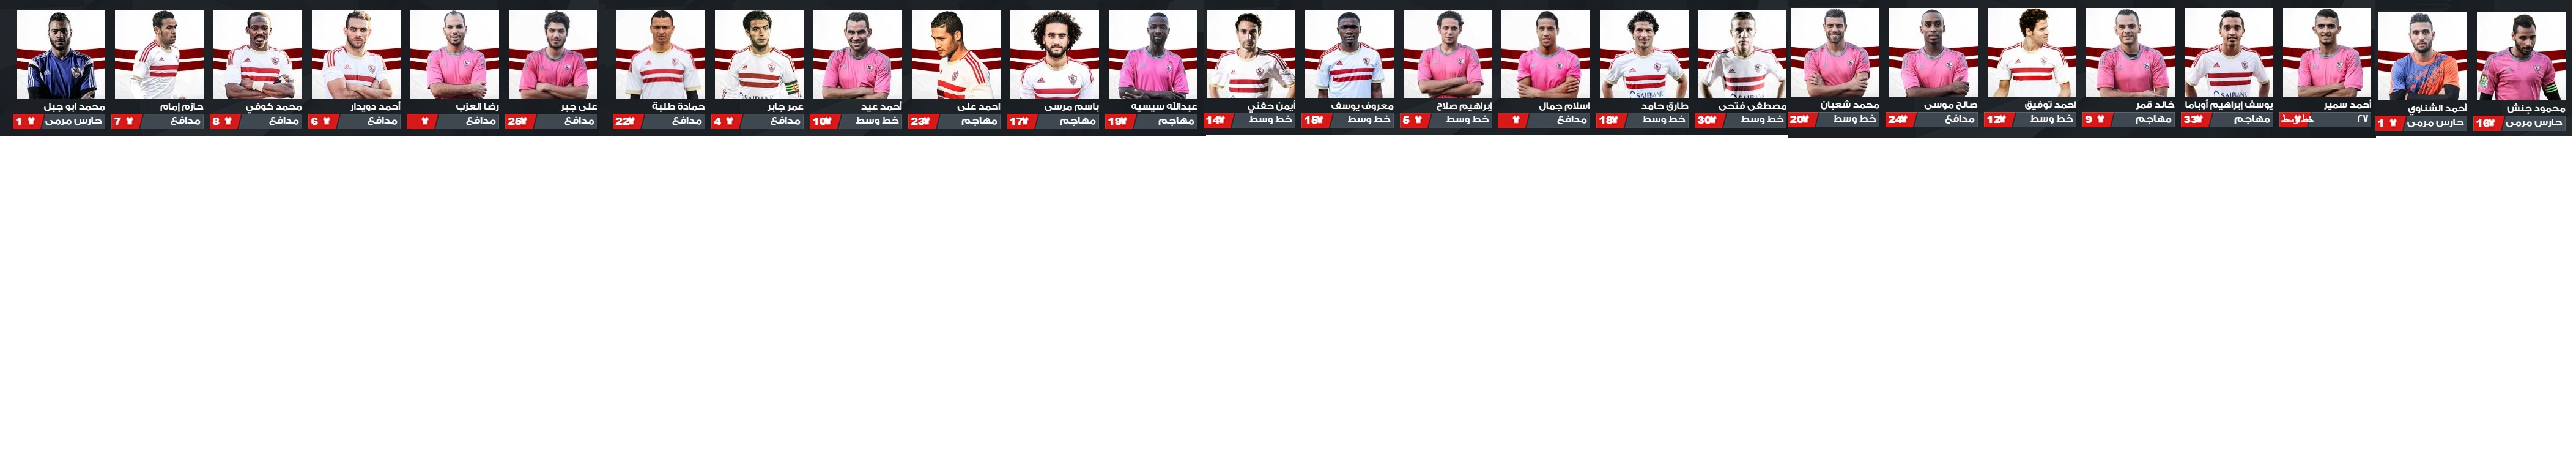 محمد ابو جبل
حارس مرمى 1
حازم إمام
مدافع 7
محمد كوفي
مدافع 8
أحمد دويدار
مدافع 6
رضا العزب
مدافع
على جبر
مدافع 25
حمادة طلبة
مدافع 22
عمر جابر
مدافع 4
أحمد عيد
خط وسط 10
احمد على
مهاجم 23
باسم مرسى
مهاجم 17
عبدالله سيسيه
مهاجم 19
أيمن حفني
خط وسط 14
معروف يوسف
خط وسط 15
إبراهيم صلاح
خط وسط 5
اسلام جمال
مدافع
طارق حامد
خط وسط 18
مصطفى فتحى
خط وسط 30
محمد شعبان
خط وسط 20
صالح موسى
مدافع 24
احمد توفيق
خط وسط 12
خالد قمر
مهاجم 9
يوسف إبراهيم أوباما
مهاجم 33
أحمد سمير
٢٧ خط وسط
أحمد الشناوي
حارس مرمى 1
محمود جنش
حارس مرمى 16